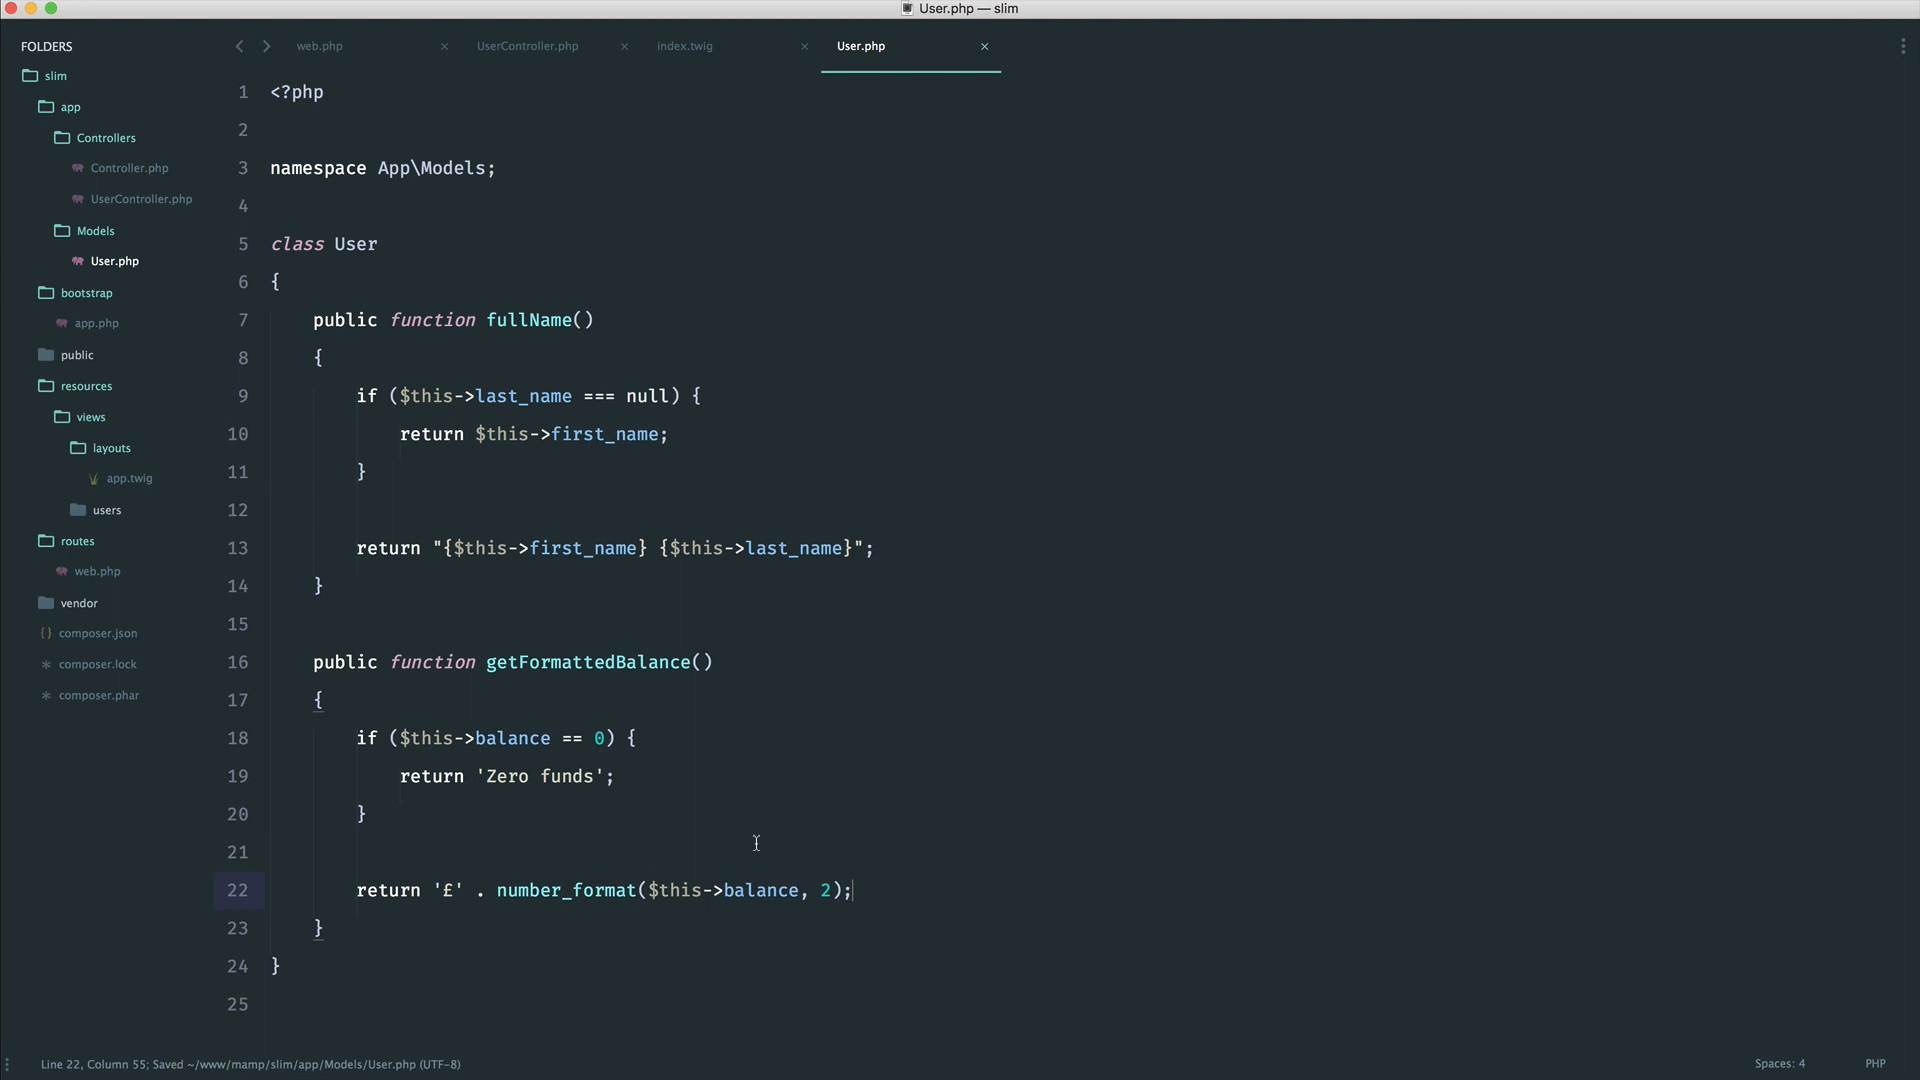 User.php — slim
FOLDERS
slim
app
Controllers
Controller.php
UserController.php
Models
User.php
bootstrap
app.php
public
resources
views
layouts
app.twig
users
routes
web.php
vendor
composer.json
composer.lock
composer.phar
web.php
UserController.php
index.twig
User.php
1 <?php
2
3 namespace App\Models;
4
5 class User
6 {
7     public function fullName()
8     {
9         if ($this->last_name === null) {
10             return $this->first_name;
11         }
12
13         return "{$this->first_name} {$this->last_name}";
14     }
15
16     public function getFormattedBalance()
17     {
18         if ($this->balance == 0) {
19             return 'Zero funds';
20         }
21
22         return '£' . number_format($this->balance, 2);
23     }
24 }
25
Line 22, Column 55; Saved ~/www/mamp/slim/app/Models/User.php (UTF-8)
Spaces: 4
PHP